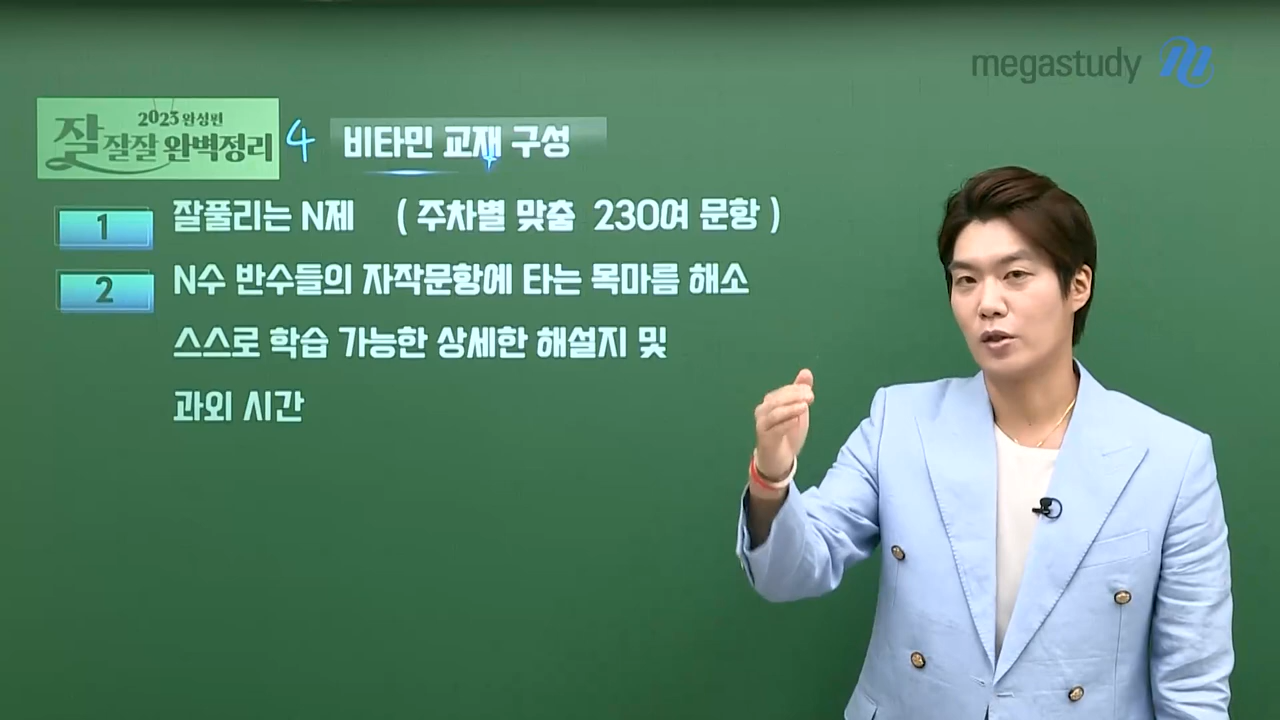 megastudy
2023 완성편
잘 잘잘 완벽정리
4 비타민 교재 구성
1 잘풀리는 N제 ( 주차별 맞춤 230여 문항 )
2 N수 반수들의 자작문항에 타는 목마름 해소
스스로 학습 가능한 상세한 해설지 및
과외 시간